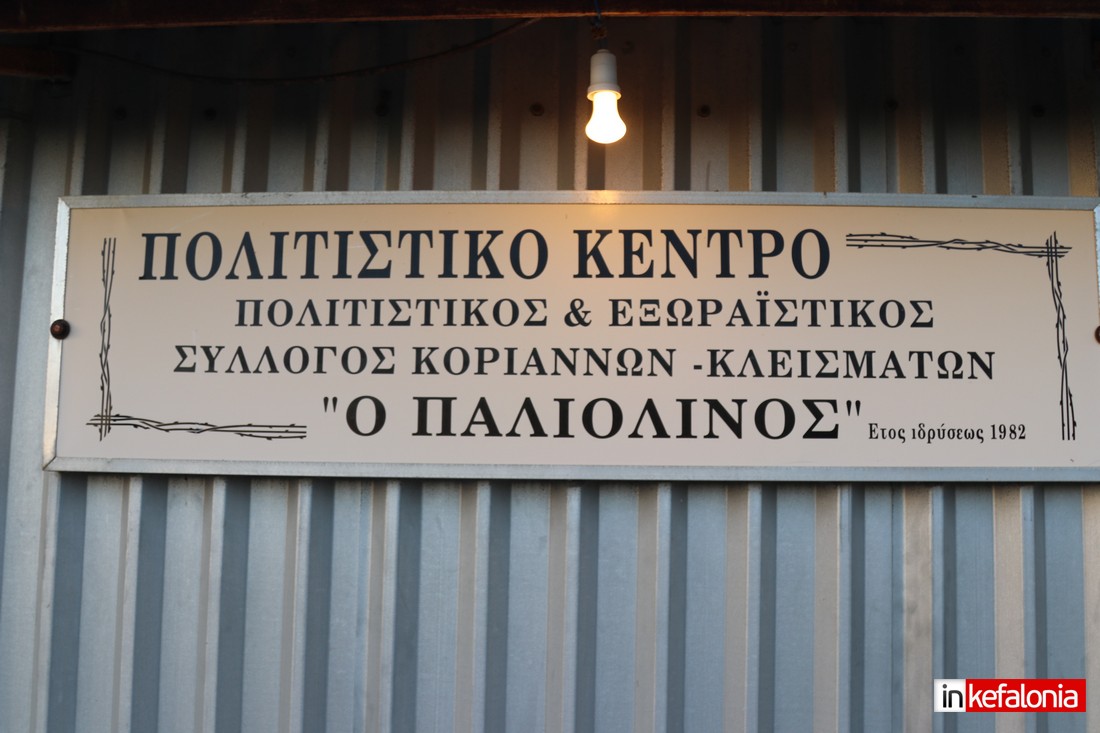 ΠΟΛΙΤΙΣΤΙΚΟ ΚΕΝΤΡΟ
ΠΟΛΙΤΙΣΤΙΚΟΣ & ΕΞΩΡΑΪΣΤΙΚΟΣ
ΣΥΛΛΟΓΟΣ ΚΟΡΙΑΝΝΩΝ -ΚΛΕΙΣΜΑΤΩΝ
"Ο ΠΑΛΙΟΛΙΝΟΣ" Ετος ιδρύσεως 1982
inkefalonia